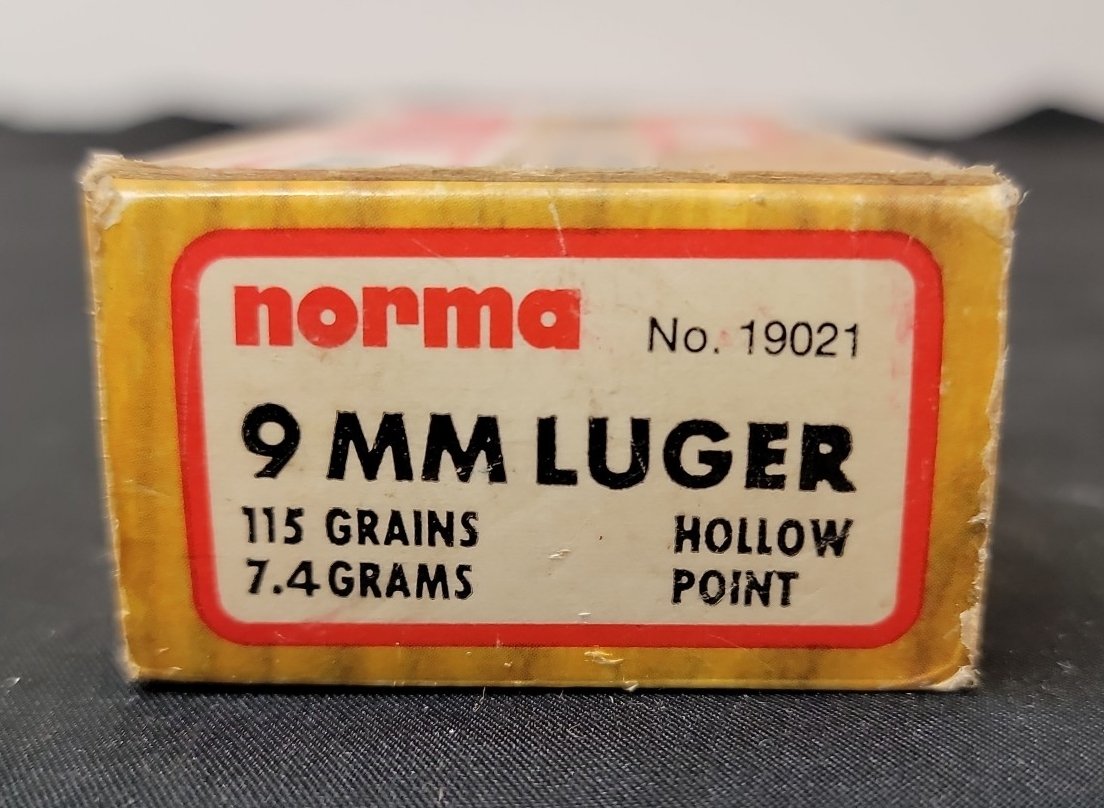 norma No. 19021
9 MM LUGER
115 GRAINS HOLLOW
7.4 GRAMS POINT